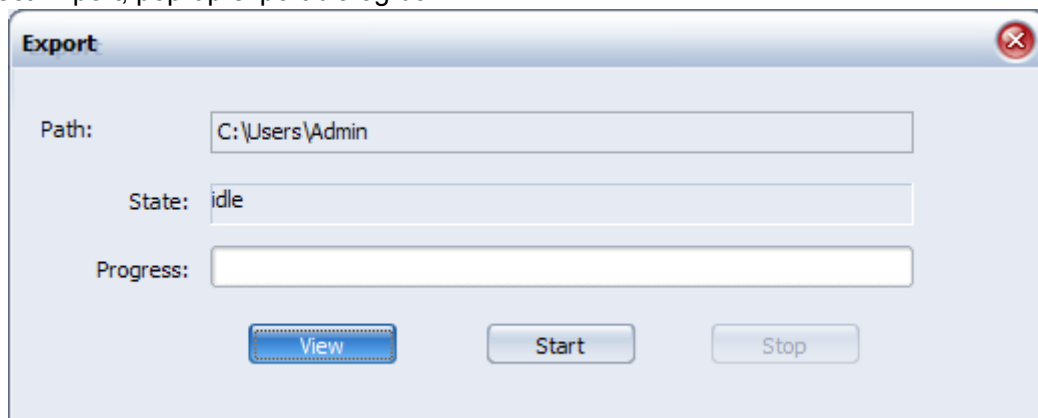 Export
Path: C:\Users\Admin
State: idle
Progress:
View Start Stop